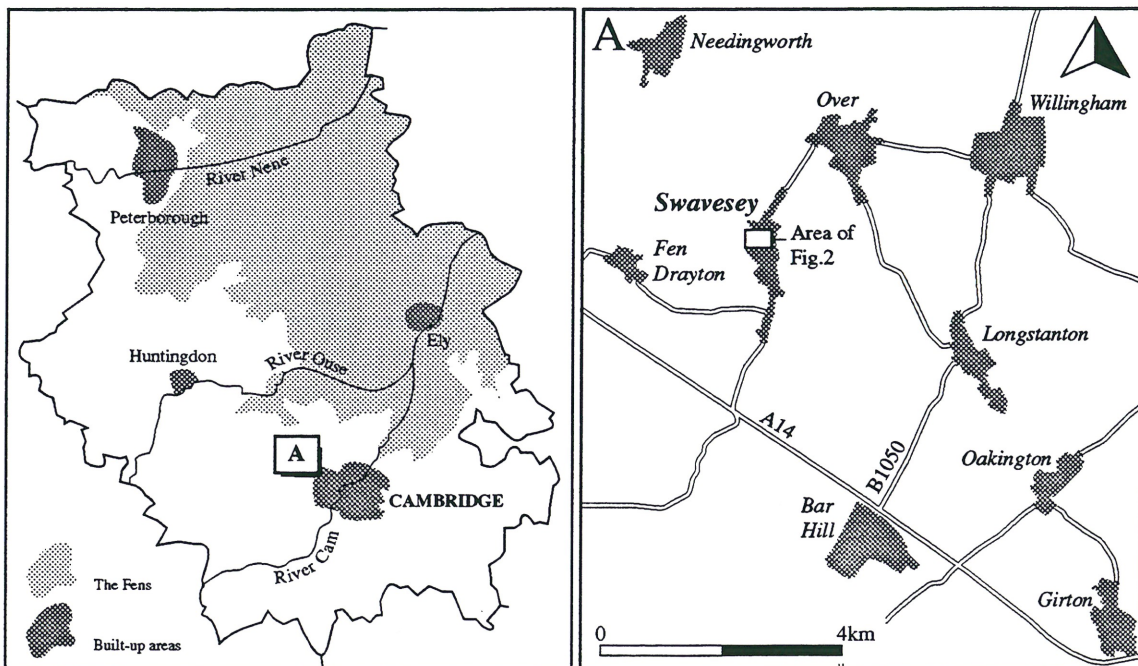 River Nene
Peterborough
Ely
Huntingdon
River Ouse
A
CAMBRIDGE
River Cam
The Fens
Built-up areas
A
Needingworth
Over
Willingham
Swavesey
Area of
Fig.2
Fen
Drayton
Longstanton
A14
B1050
Oakington
Bar
Hill
Girton
0
4km